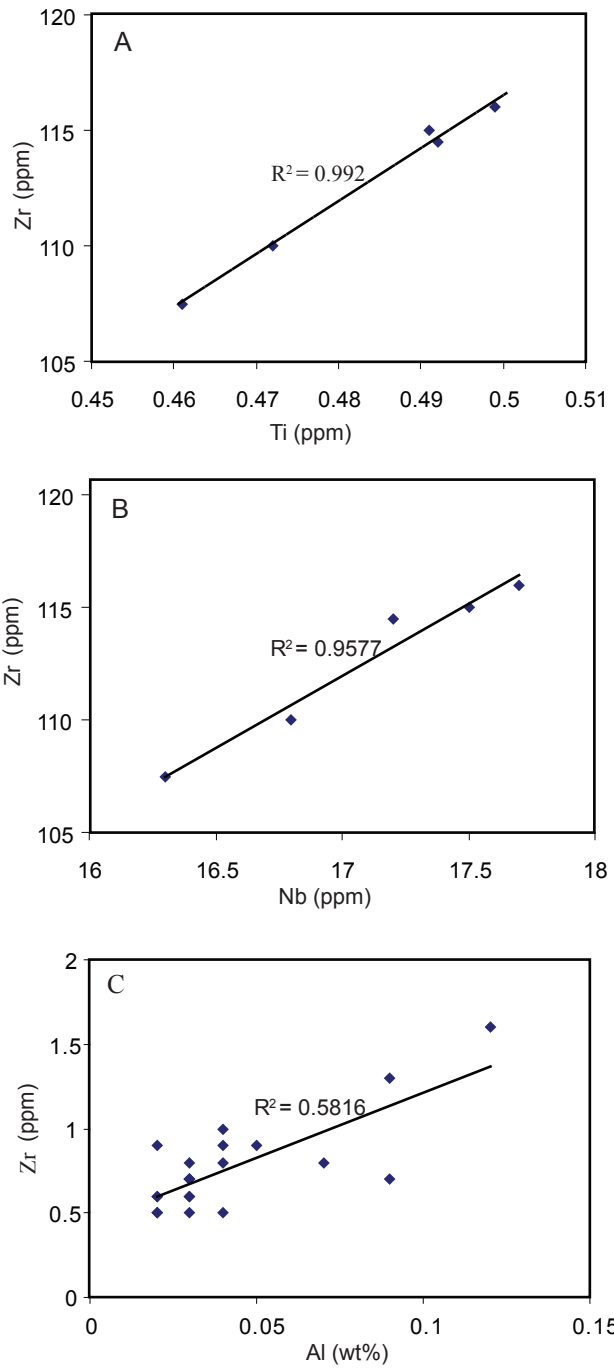 120
A
115
R² = 0.992
110
105
0.45 0.46 0.47 0.48 0.49 0.5 0.51
Zr (ppm)
Ti (ppm)
120
B
115
R² = 0.9577
110
105
16 16.5 17 17.5 18
Zr (ppm)
Nb (ppm)
2
C
1.5
R² = 0.5816
1
0.5
0
0 0.05 0.1 0.15
Zr (ppm)
Al (wt%)